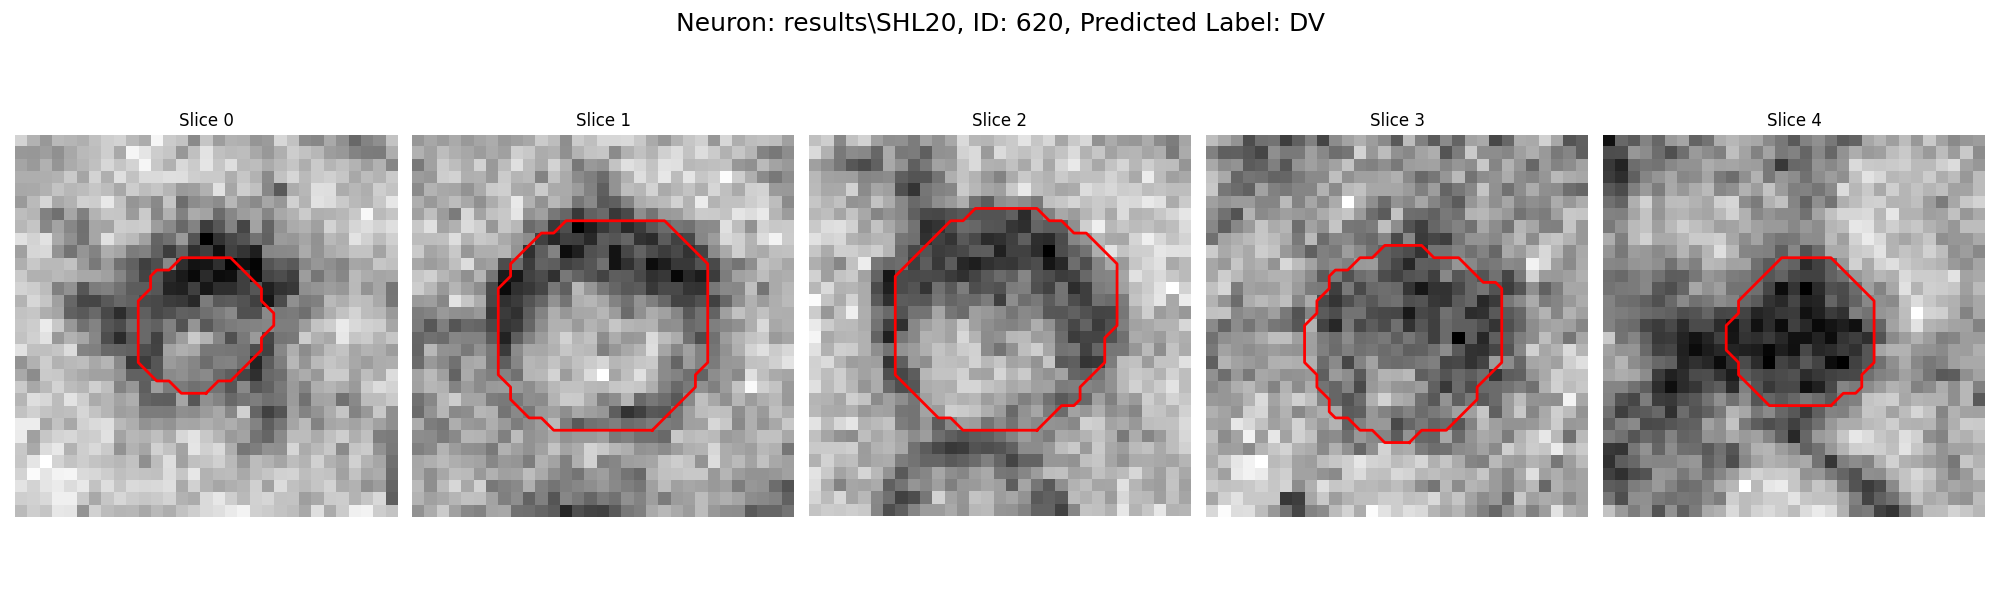 Neuron: results\SHL20, ID: 620, Predicted Label: DV
Slice 0
Slice 1
Slice 2
Slice 3
Slice 4